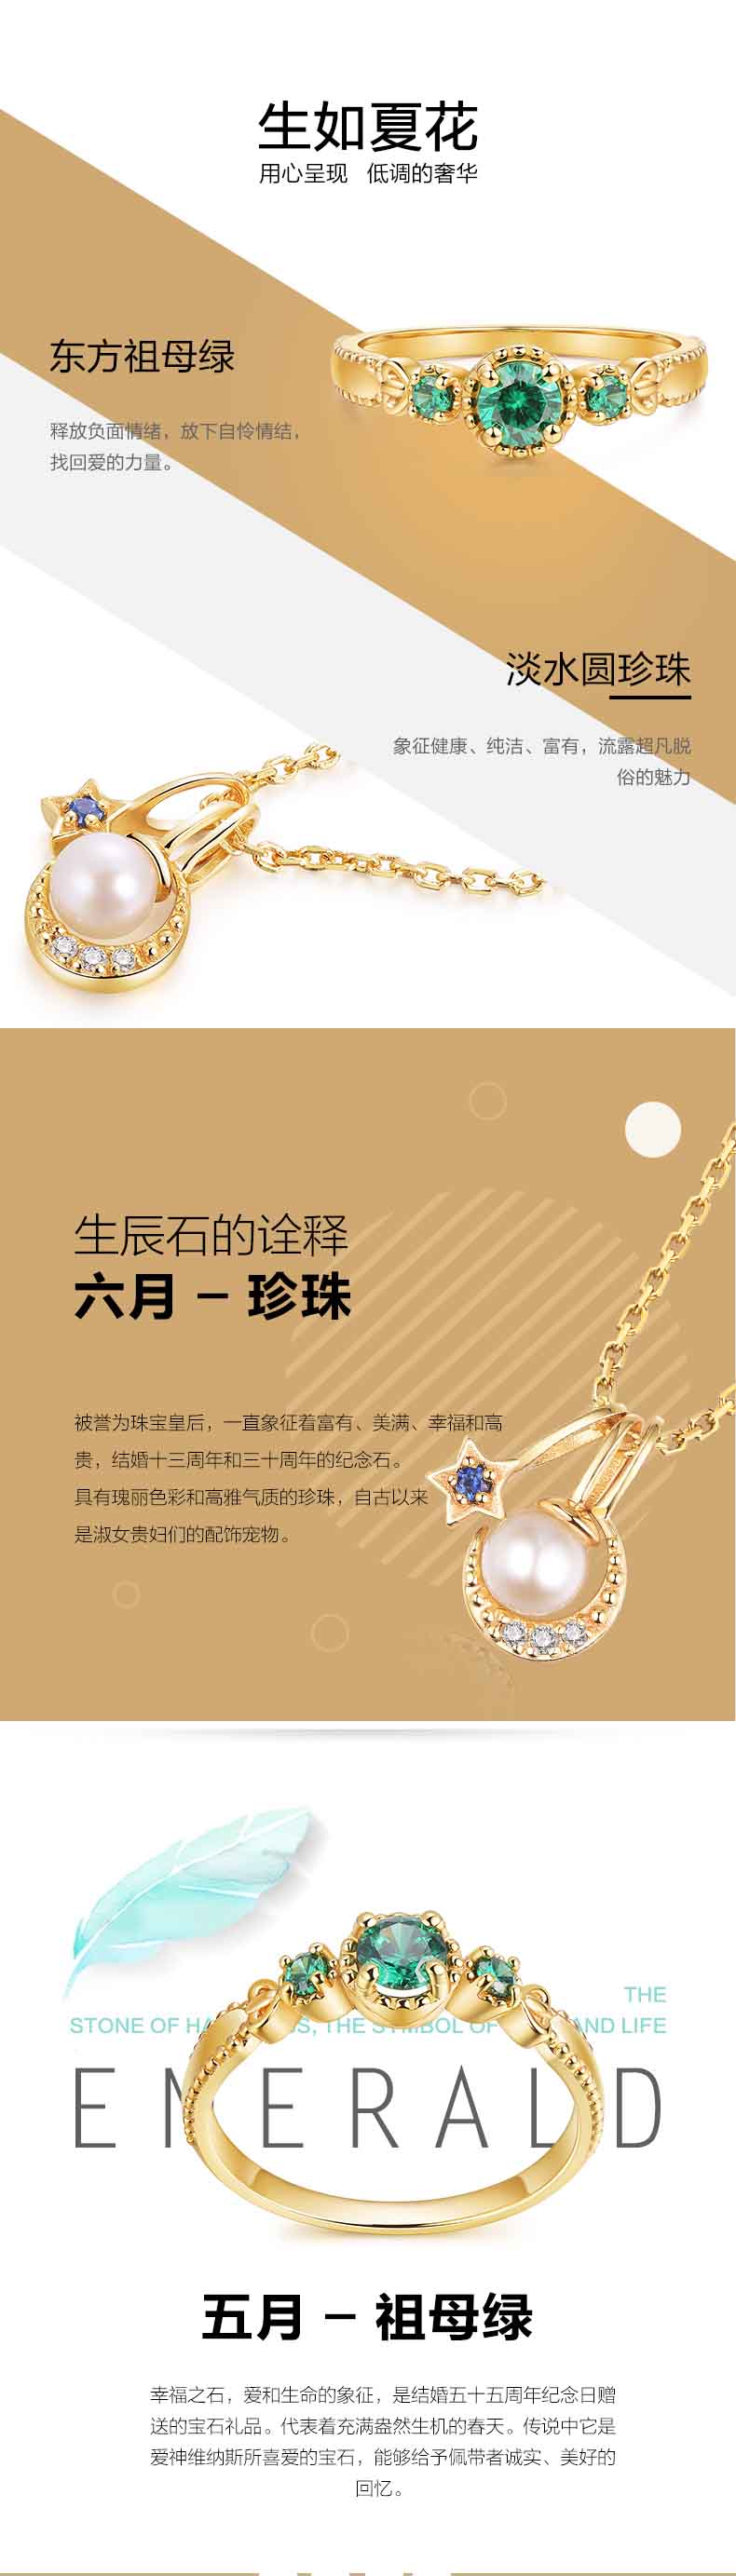 生如夏花
用心呈现 低调的奢华
东方祖母绿
释放负面情绪，放下自怜情结，
找回爱的力量。
淡水圆珍珠
象征健康、纯洁、富有，流露超凡脱
俗的魅力
生辰石的诠释
六月 – 珍珠
被誉为珠宝皇后，一直象征着富有、美满、幸福和高
贵，结婚十三周年和三十周年的纪念石。
具有瑰丽色彩和高雅气质的珍珠，自古以来
是淑女贵妇们的配饰宠物。
THE
STONE OF THE AND LIFE
EMERALD
五月 – 祖母绿
幸福之石，爱和生命的象征，是结婚五十五周年纪念日赠
送的宝石礼品。代表着充满盎然生机的春天。传说中它是
爱神维纳斯所喜爱的宝石，能够给予佩带者诚实、美好的
回忆。